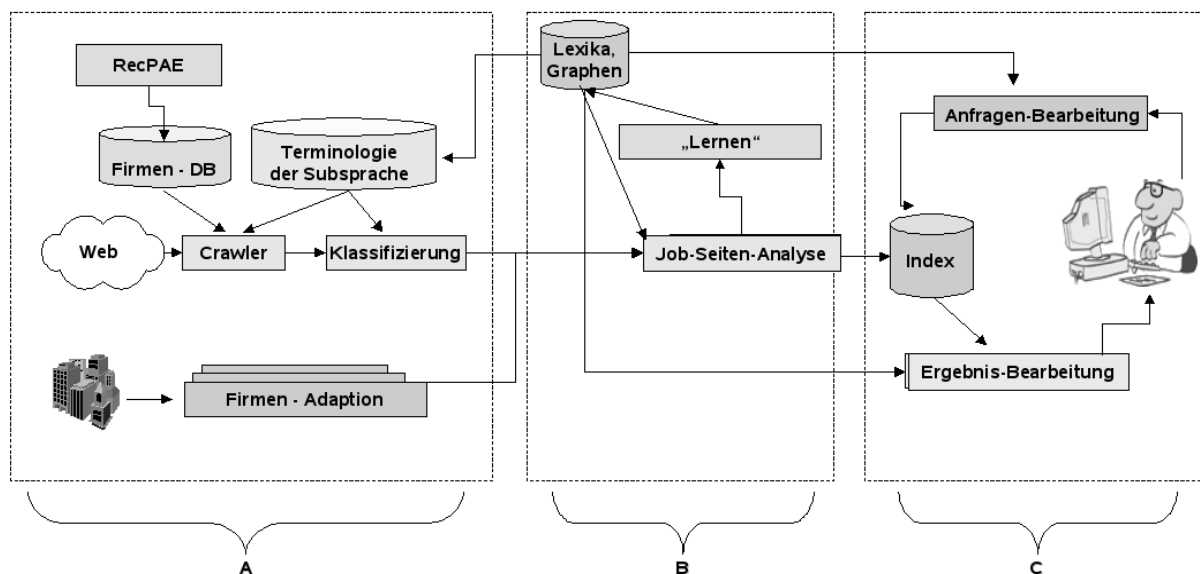 RecPAE
Firmen - DB
Terminologie
der Subsprache
Web
Crawler
Klassifizierung
Firmen - Adaption
A
Lexika,
Graphen
„Lernen“
Job-Seiten-Analyse
B
Anfragen-Bearbeitung
Index
Ergebnis-Bearbeitung
C